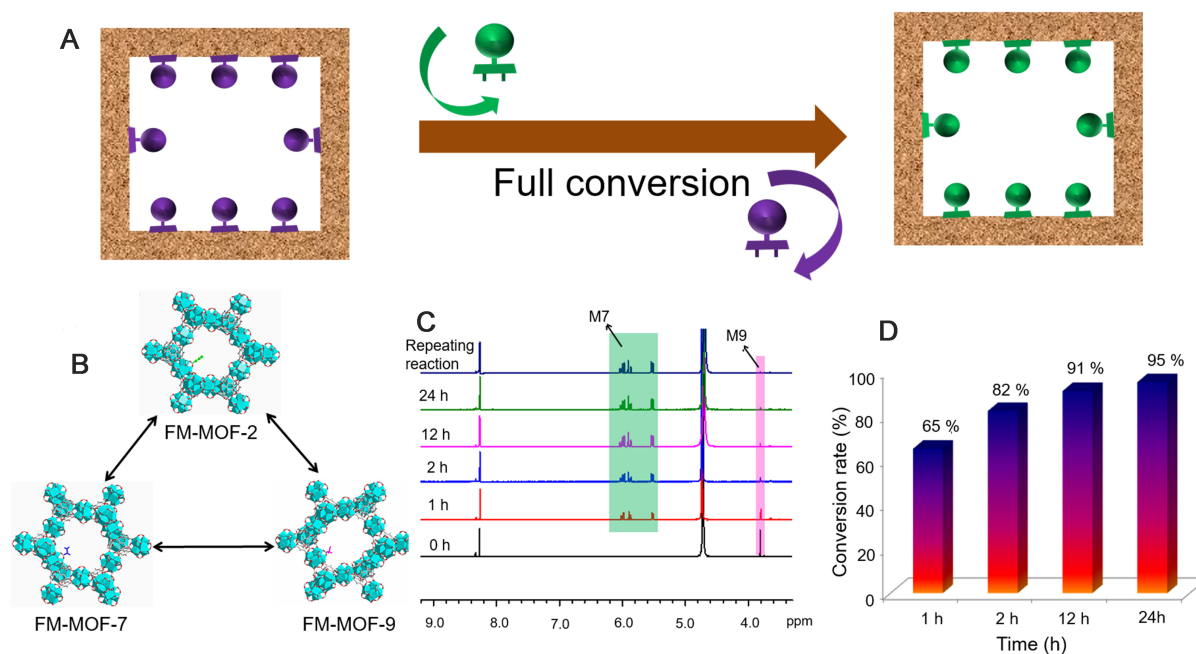 A
Full conversion
B
FM-MOF-2
FM-MOF-7
FM-MOF-9
C
M7
M9
Repeating
reaction
24 h
12 h
2 h
1 h
0 h
9.0 8.0 7.0 6.0 5.0 4.0 ppm
D
Conversion rate (%)
100
80
60
40
20
0
65 %
82 %
91 %
95 %
1 h 2 h 12 h 24h
Time (h)